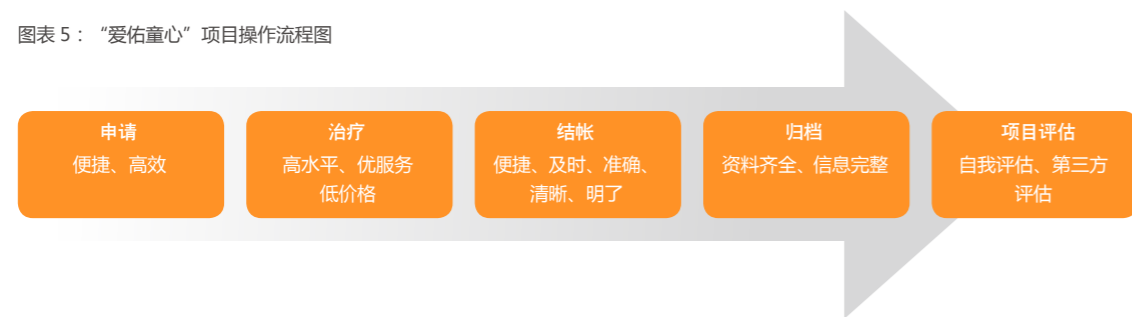 图表 5：“爱佑童心”项目操作流程图
申请
便捷、高效
治疗
高水平、优服务
低价格
结帐
便捷、及时、准确、
清晰、明了
归档
资料齐全、信息完整
项目评估
自我评估、第三方
评估